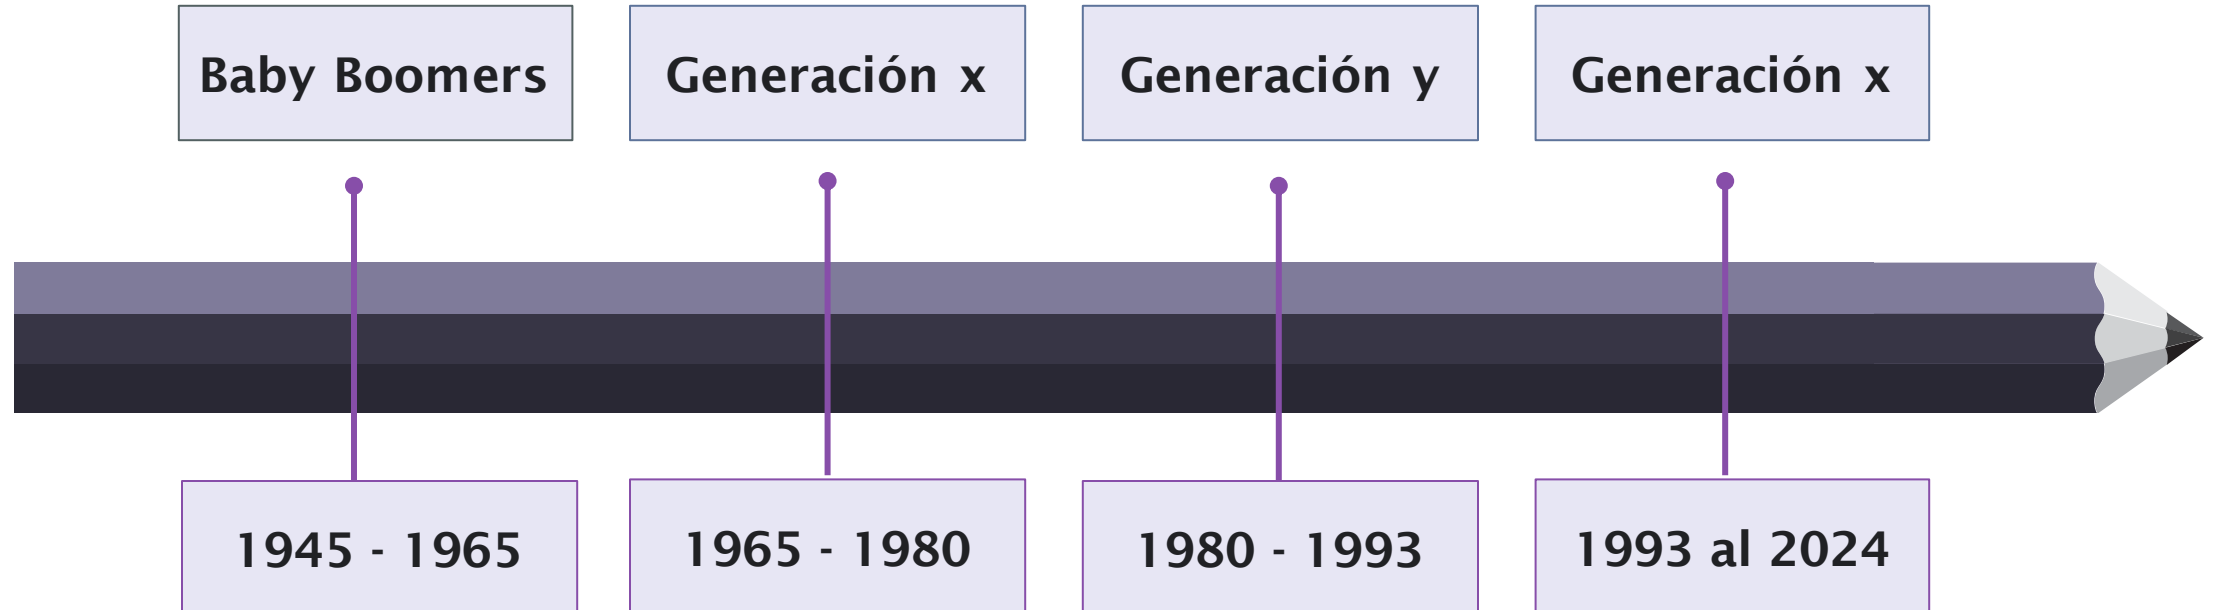 Baby Boomers
Generación x
Generación y
Generación x
1945 - 1965
1965 - 1980
1980 - 1993
1993 al 2024